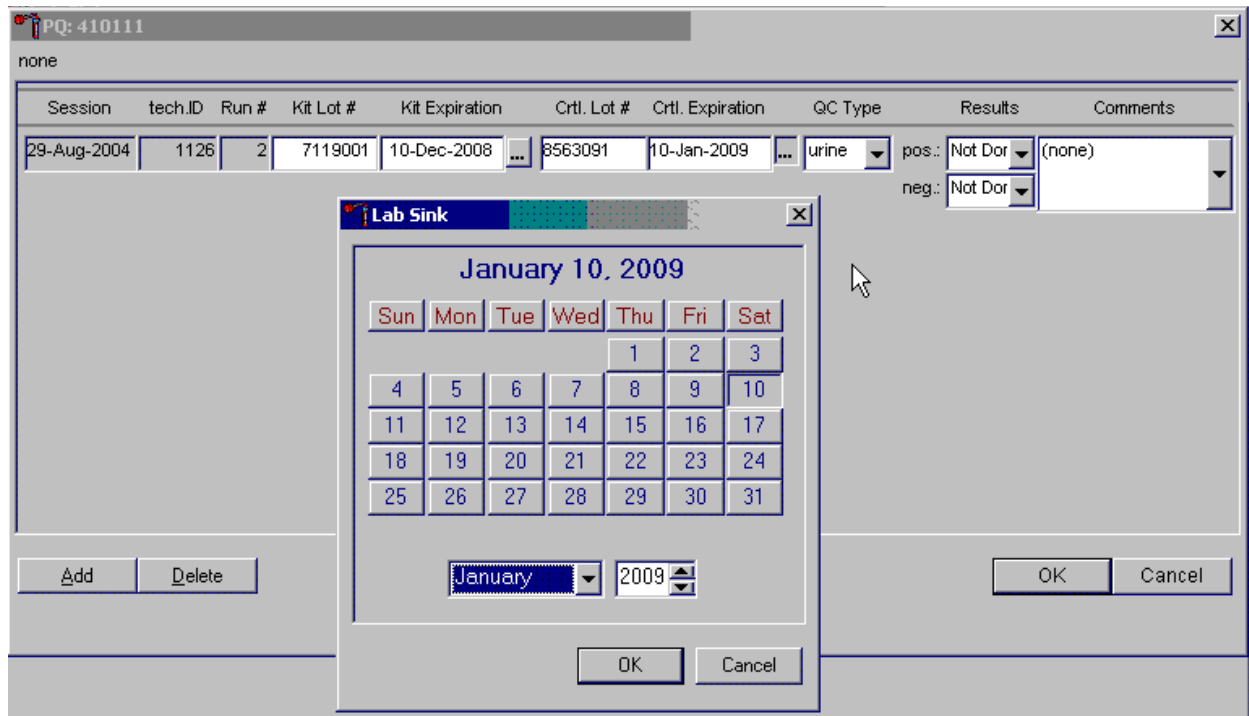 PQ: 410111
none
Session tech.ID Run # Kit Lot # Kit Expiration Crtl. Lot # Crtl. Expiration QC Type Results Comments
29-Aug-2004 1126 2 7119001 10-Dec-2008 ... 8563091 10-Jan-2009 ... urine pos.: Not Dor (none)
neg.: Not Dor
Lab Sink
January 10, 2009
Sun Mon Tue Wed Thu Fri Sat
1 2 3
4 5 6 7 8 9 10
11 12 13 14 15 16 17
18 19 20 21 22 23 24
25 26 27 28 29 30 31
January 2009
Add Delete OK Cancel
OK Cancel